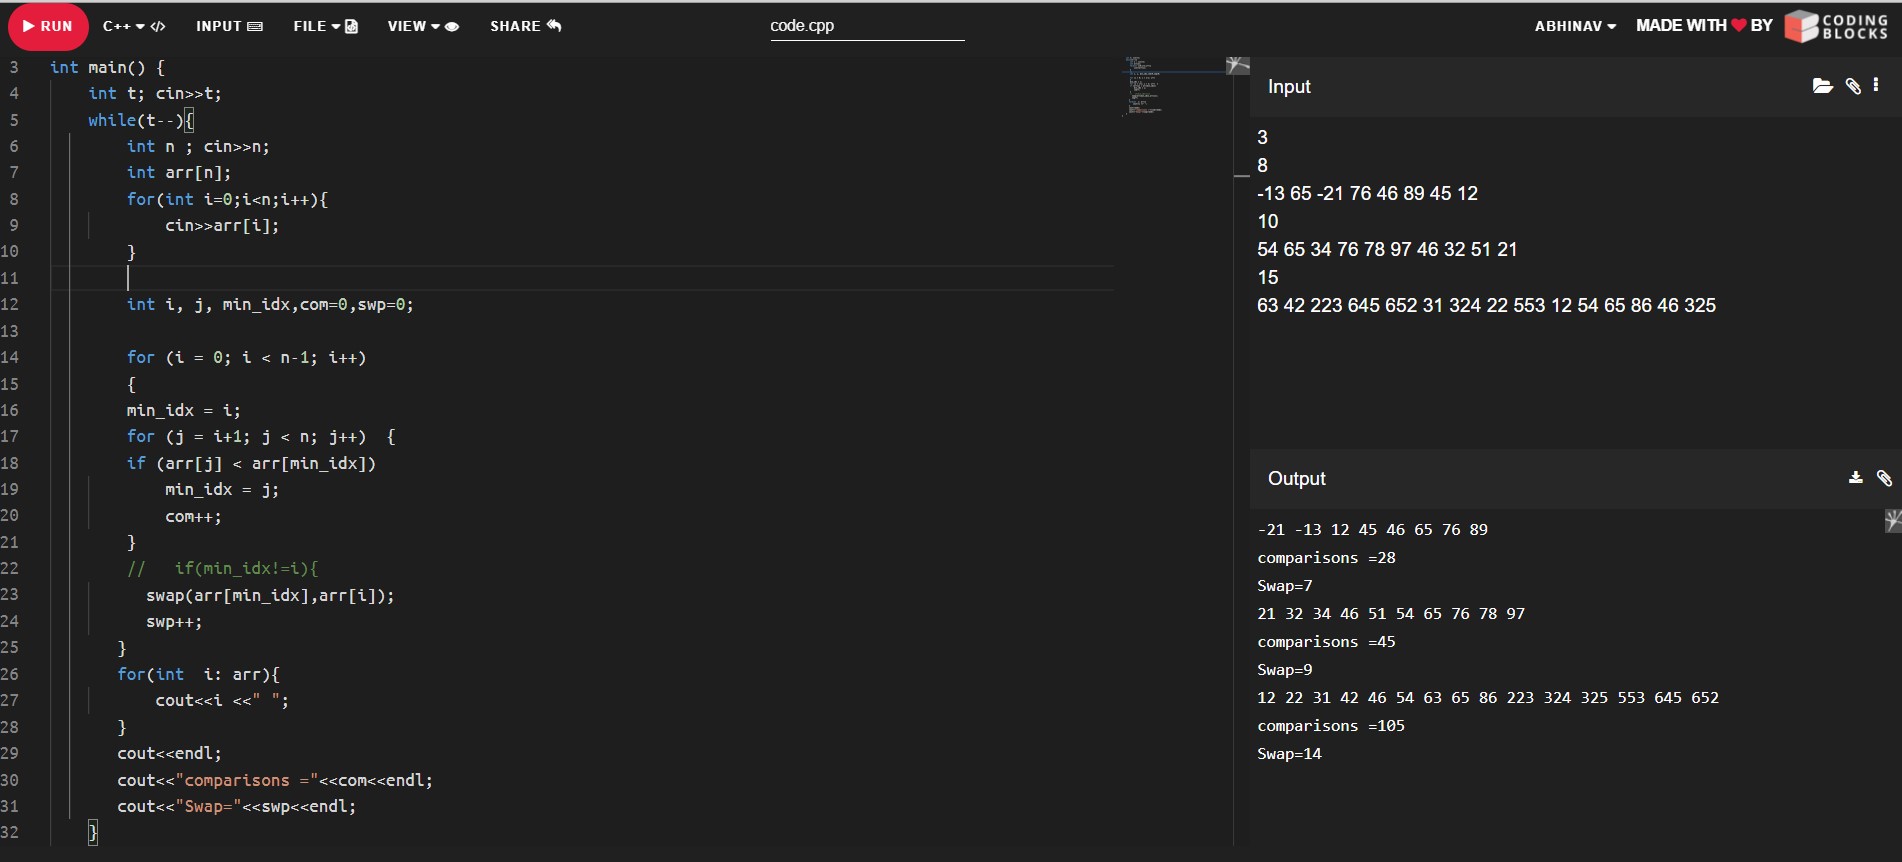 RUN C++ </> INPUT FILE VIEW SHARE code.cpp ABHINAV MADE WITH BY CODING BLOCKS
3 int main() {
4 int t; cin>>t;
5 while(t--){
6 int n ; cin>>n;
7 int arr[n];
8 for(int i=0;i<n;i++){
9 cin>>arr[i];
10 }
11
12 int i, j, min_idx,com=0,swp=0;
13
14 for (i = 0; i < n-1; i++)
15 {
16 min_idx = i;
17 for (j = i+1; j < n; j++)  {
18 if (arr[j] < arr[min_idx])
19 min_idx = j;
20 com++;
21 }
22 //   if(min_idx!=i){
23 swap(arr[min_idx],arr[i]);
24 swp++;
25 }
26 for(int  i: arr){
27 cout<<i <<" ";
28 }
29 cout<<endl;
30 cout<<"comparisons ="<<com<<endl;
31 cout<<"Swap="<<swp<<endl;
32 }
Input
3
8
-13 65 -21 76 46 89 45 12
10
54 65 34 76 78 97 46 32 51 21
15
63 42 223 645 652 31 324 22 553 12 54 65 86 46 325
Output
-21 -13 12 45 46 65 76 89
comparisons =28
Swap=7
21 32 34 46 51 54 65 76 78 97
comparisons =45
Swap=9
12 22 31 42 46 54 63 65 86 223 324 325 553 645 652
comparisons =105
Swap=14